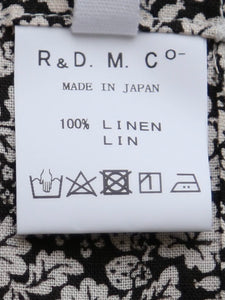 R & D. M. Co-
MADE IN JAPAN
100% LINEN
LIN